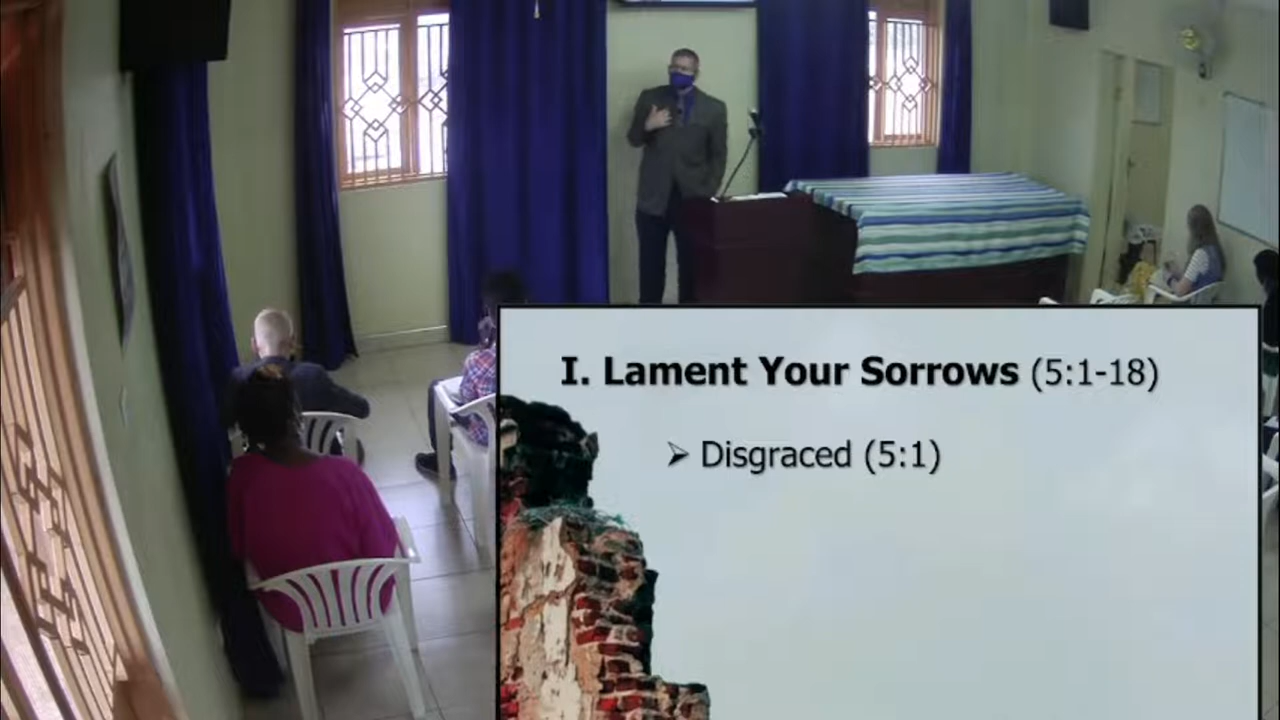 I. Lament Your Sorrows (5:1-18)
➢ Disgraced (5:1)